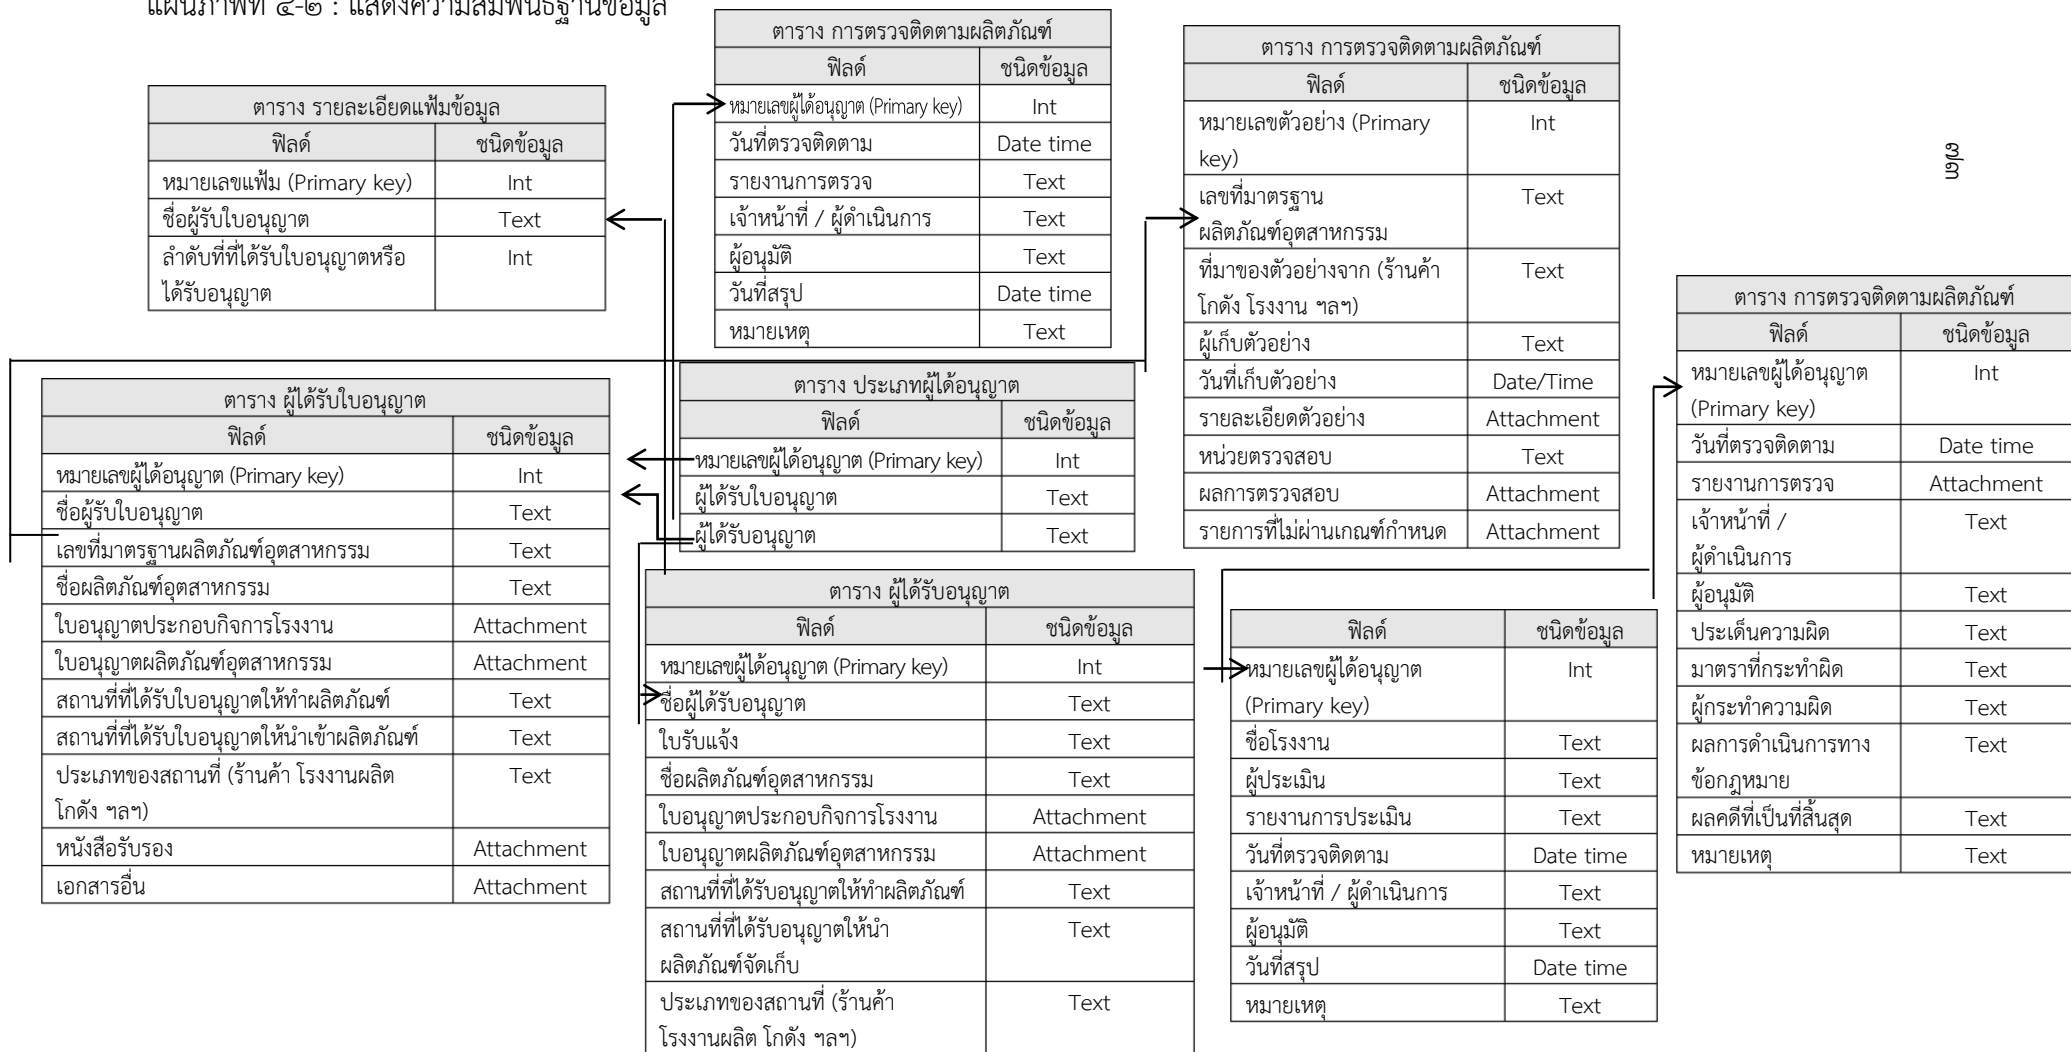 แผนภาพที่ ๔-๒ : แสดงความสัมพันธ์ฐานข้อมูล
ตาราง รายละเอียดแฟ้มข้อมูล
ฟิลด์ ชนิดข้อมูล
หมายเลขแฟ้ม (Primary key) Int
ชื่อผู้รับใบอนุญาต Text
ลำดับที่ที่ได้รับใบอนุญาตหรือ Int
ได้รับอนุญาต
ตาราง การตรวจติดตามผลิตภัณฑ์
ฟิลด์ ชนิดข้อมูล
หมายเลขผู้ได้อนุญาต (Primary key) Int
วันที่ตรวจติดตาม Date time
รายงานการตรวจ Text
เจ้าหน้าที่ / ผู้ดำเนินการ Text
ผู้อนุมัติ Text
วันที่สรุป Date time
หมายเหตุ Text
ตาราง การตรวจติดตามผลิตภัณฑ์
ฟิลด์ ชนิดข้อมูล
หมายเลขตัวอย่าง (Primary Int
key)
เลขที่มาตรฐาน Text
ผลิตภัณฑ์อุตสาหกรรม
ที่มาของตัวอย่างจาก (ร้านค้า Text
โกดัง โรงงาน ฯลฯ)
ผู้เก็บตัวอย่าง Text
วันที่เก็บตัวอย่าง Date/Time
รายละเอียดตัวอย่าง Attachment
หน่วยตรวจสอบ Text
ผลการตรวจสอบ Attachment
รายการที่ไม่ผ่านเกณฑ์กำหนด Attachment
๗๓
ตาราง การตรวจติดตามผลิตภัณฑ์
ฟิลด์ ชนิดข้อมูล
หมายเลขผู้ได้อนุญาต Int
(Primary key)
วันที่ตรวจติดตาม Date time
รายงานการตรวจ Attachment
เจ้าหน้าที่ / Text
ผู้ดำเนินการ
ผู้อนุมัติ Text
ประเด็นความผิด Text
มาตราที่กระทำผิด Text
ผู้กระทำความผิด Text
ผลการดำเนินการทาง Text
ข้อกฎหมาย
ผลคดีที่เป็นที่สิ้นสุด Text
หมายเหตุ Text
ตาราง ผู้ได้รับใบอนุญาต
ฟิลด์ ชนิดข้อมูล
หมายเลขผู้ได้อนุญาต (Primary key) Int
ชื่อผู้รับใบอนุญาต Text
เลขที่มาตรฐานผลิตภัณฑ์อุตสาหกรรม Text
ชื่อผลิตภัณฑ์อุตสาหกรรม Text
ใบอนุญาตประกอบกิจการโรงงาน Attachment
ใบอนุญาตผลิตภัณฑ์อุตสาหกรรม Attachment
สถานที่ที่ได้รับใบอนุญาตให้ทำผลิตภัณฑ์ Text
สถานที่ที่ได้รับใบอนุญาตให้นำเข้าผลิตภัณฑ์ Text
ประเภทของสถานที่ (ร้านค้า โรงงานผลิต Text
โกดัง ฯลฯ)
หนังสือรับรอง Attachment
เอกสารอื่น Attachment
ตาราง ประเภทผู้ได้อนุญาต
ฟิลด์ ชนิดข้อมูล
หมายเลขผู้ได้อนุญาต (Primary key) Int
ผู้ได้รับใบอนุญาต Text
ผู้ได้รับอนุญาต Text
ตาราง ผู้ได้รับอนุญาต
ฟิลด์ ชนิดข้อมูล
หมายเลขผู้ได้อนุญาต (Primary key) Int
ชื่อผู้ได้รับอนุญาต Text
ใบรับแจ้ง Text
ชื่อผลิตภัณฑ์อุตสาหกรรม Text
ใบอนุญาตประกอบกิจการโรงงาน Attachment
ใบอนุญาตผลิตภัณฑ์อุตสาหกรรม Attachment
สถานที่ที่ได้รับอนุญาตให้ทำผลิตภัณฑ์ Text
สถานที่ที่ได้รับอนุญาตให้นำ Text
ผลิตภัณฑ์จัดเก็บ
ประเภทของสถานที่ (ร้านค้า Text
โรงงานผลิต โกดัง ฯลฯ)
ฟิลด์ ชนิดข้อมูล
หมายเลขผู้ได้อนุญาต Int
(Primary key)
ชื่อโรงงาน Text
ผู้ประเมิน Text
รายงานการประเมิน Text
วันที่ตรวจติดตาม Date time
เจ้าหน้าที่ / ผู้ดำเนินการ Text
ผู้อนุมัติ Text
วันที่สรุป Date time
หมายเหตุ Text